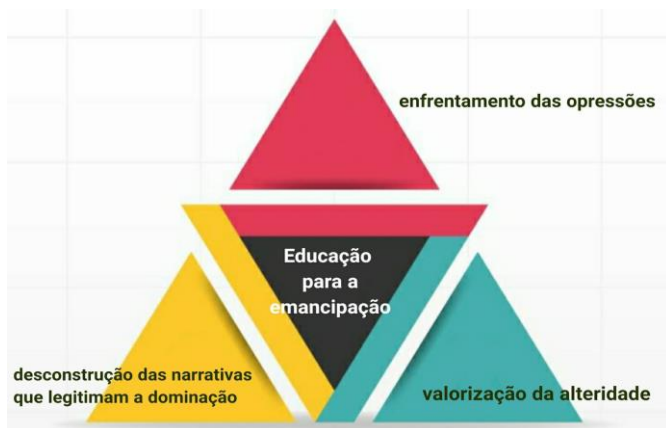 enfrentamento das opressões
Educação
para a
emancipação
desconstrução das narrativas
que legitimam a dominação
valorização da alteridade